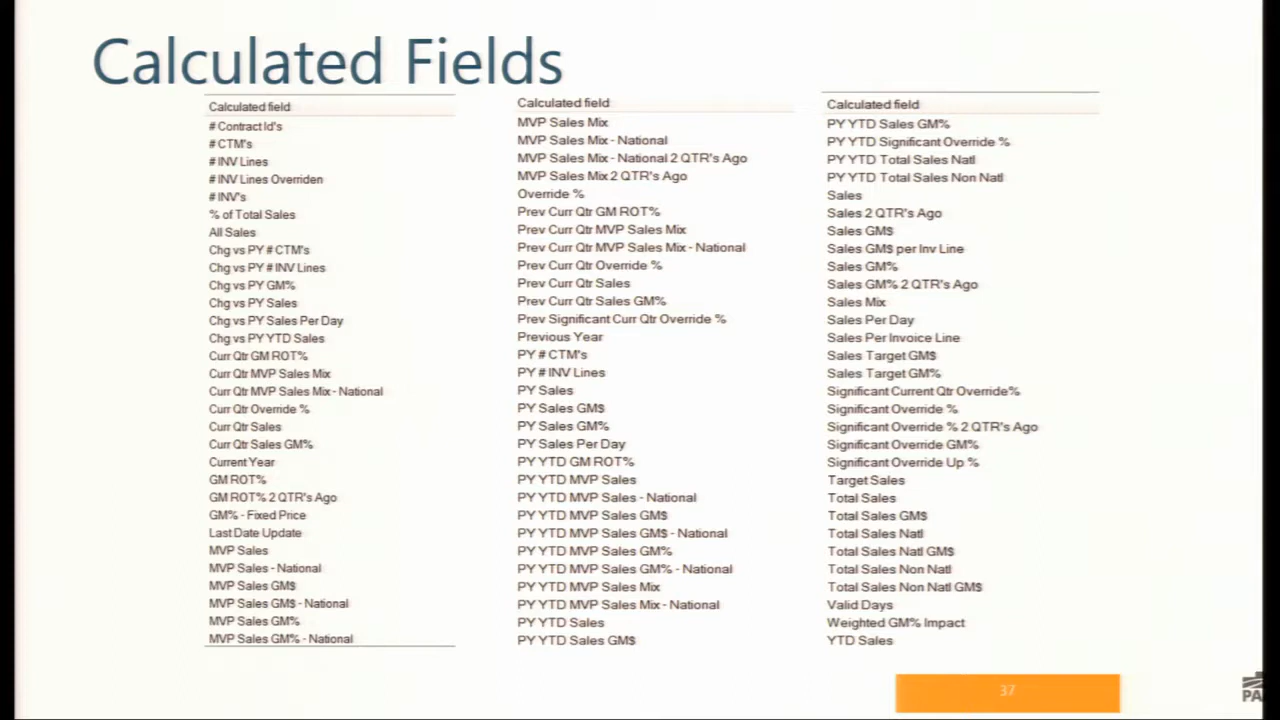 Calculated Fields
Calculated field
# Contract Id's
# CTM's
# INV Lines
# INV Lines Overriden
# INV's
% of Total Sales
All Sales
Chg vs PY # CTM's
Chg vs PY # INV Lines
Chg vs PY GM%
Chg vs PY Sales
Chg vs PY Sales Per Day
Chg vs PY YTD Sales
Curr Qtr GM ROT%
Curr Qtr MVP Sales Mix
Curr Qtr MVP Sales Mix - National
Curr Qtr Override %
Curr Qtr Sales
Curr Qtr Sales GM%
Current Year
GM ROT%
GM ROT% 2 QTR's Ago
GM% - Fixed Price
Last Date Update
MVP Sales
MVP Sales - National
MVP Sales GM$
MVP Sales GM$ - National
MVP Sales GM%
MVP Sales GM% - National
Calculated field
MVP Sales Mix
MVP Sales Mix - National
MVP Sales Mix - National 2 QTR's Ago
MVP Sales Mix 2 QTR's Ago
Override %
Prev Curr Qtr GM ROT%
Prev Curr Qtr MVP Sales Mix
Prev Curr Qtr MVP Sales Mix - National
Prev Curr Qtr Override %
Prev Curr Qtr Sales
Prev Curr Qtr Sales GM%
Prev Significant Curr Qtr Override %
Previous Year
PY # CTM's
PY # INV Lines
PY Sales
PY Sales GM$
PY Sales GM%
PY Sales Per Day
PY YTD GM ROT%
PY YTD MVP Sales
PY YTD MVP Sales - National
PY YTD MVP Sales GM$
PY YTD MVP Sales GM$ - National
PY YTD MVP Sales GM%
PY YTD MVP Sales GM% - National
PY YTD MVP Sales Mix
PY YTD MVP Sales Mix - National
PY YTD Sales
PY YTD Sales GM$
Calculated field
PY YTD Sales GM%
PY YTD Significant Override %
PY YTD Total Sales Natl
PY YTD Total Sales Non Natl
Sales
Sales 2 QTR's Ago
Sales GM$
Sales GM$ per Inv Line
Sales GM%
Sales GM% 2 QTR's Ago
Sales Mix
Sales Per Day
Sales Per Invoice Line
Sales Target GM$
Sales Target GM%
Significant Current Qtr Override%
Significant Override %
Significant Override % 2 QTR's Ago
Significant Override GM%
Significant Override Up %
Target Sales
Total Sales
Total Sales GM$
Total Sales Natl
Total Sales Natl GM$
Total Sales Non Natl
Total Sales Non Natl GM$
Valid Days
Weighted GM% Impact
YTD Sales
37
PA